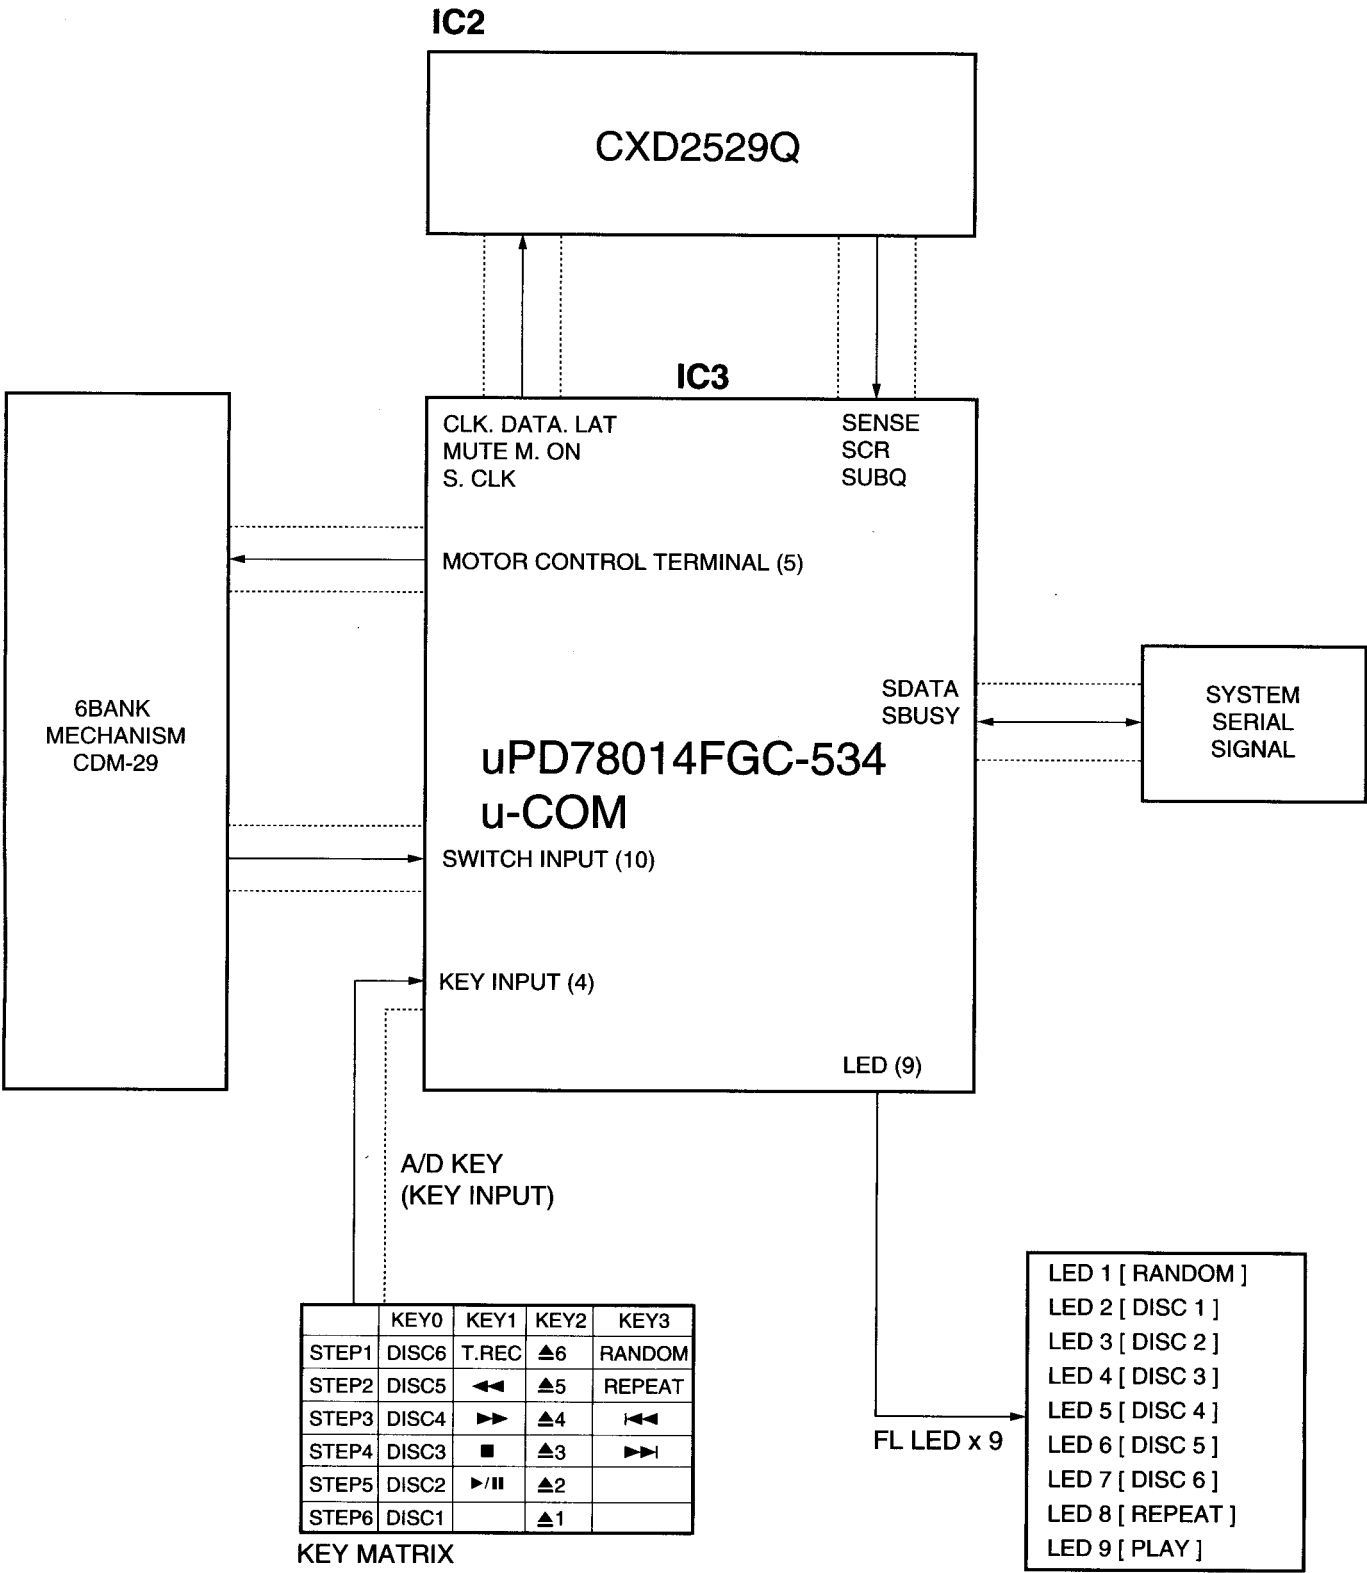 IC2
CXD2529Q
IC3
CLK. DATA. LAT
MUTE M. ON
S. CLK
SENSE
SCR
SUBQ
MOTOR CONTROL TERMINAL (5)
6BANK
MECHANISM
CDM-29
SDATA
SBUSY
SYSTEM
SERIAL
SIGNAL
uPD78014FGC-534
u-COM
SWITCH INPUT (10)
KEY INPUT (4)
LED (9)
A/D KEY
(KEY INPUT)
KEY0 KEY1 KEY2 KEY3
STEP1 DISC6 T.REC ⏏6 RANDOM
STEP2 DISC5 ◀◀ ⏏5 REPEAT
STEP3 DISC4 ▶▶ ⏏4 |◀◀
STEP4 DISC3 ■ ⏏3 ▶▶|
STEP5 DISC2 ▶/II ⏏2
STEP6 DISC1 ⏏1
KEY MATRIX
FL LED x 9
LED 1 [ RANDOM ]
LED 2 [ DISC 1 ]
LED 3 [ DISC 2 ]
LED 4 [ DISC 3 ]
LED 5 [ DISC 4 ]
LED 6 [ DISC 5 ]
LED 7 [ DISC 6 ]
LED 8 [ REPEAT ]
LED 9 [ PLAY ]